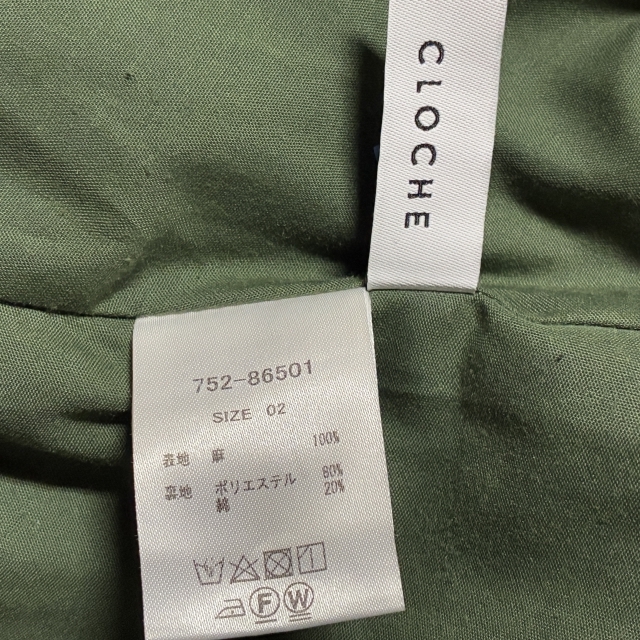 CLOCHE
752-86501
SIZE 02
表地 麻 100%
裏地 ポリエステル 80%
綿 20%
F W